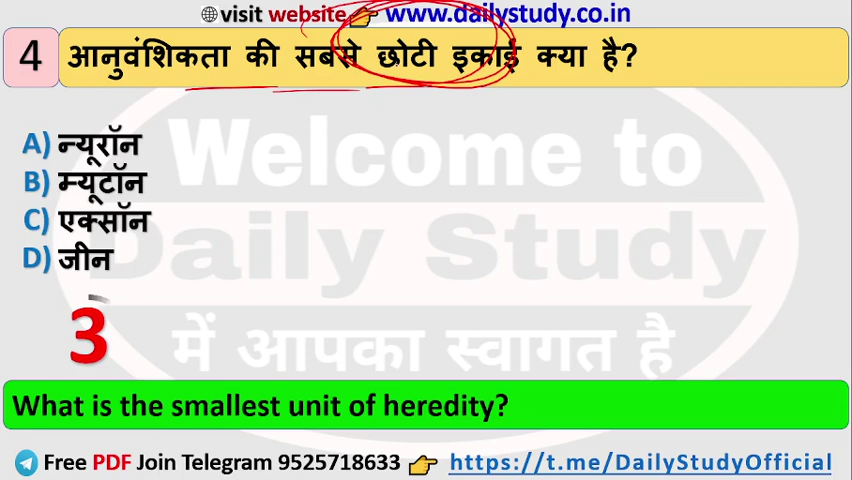 visit website 👉 www.dailystudy.co.in
4 आनुवंशिकता की सबसे छोटी इकाई क्या है?
A) न्यूरॉन
B) म्यूटॉन
C) एक्सॉन
D) जीन
3
Welcome to
Daily Study
में आपका स्वागत है
What is the smallest unit of heredity?
Free PDF Join Telegram 9525718633 👉 https://t.me/DailyStudyOfficial